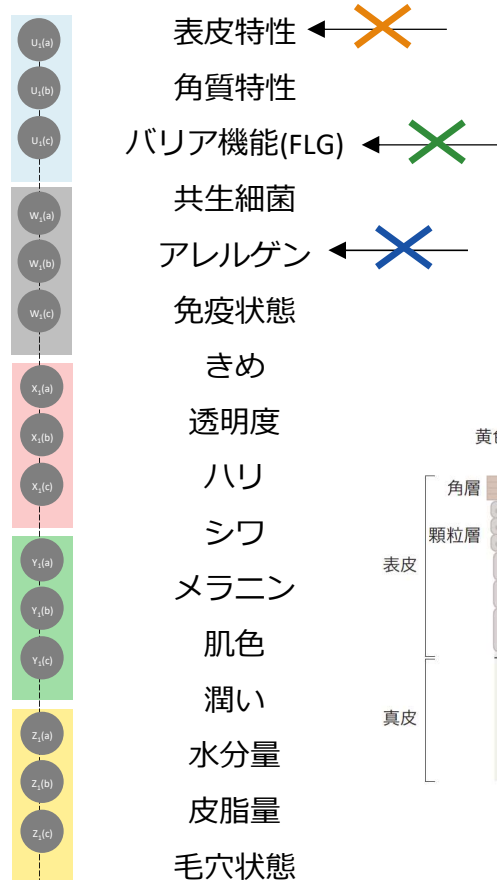 U₁(a)
U₁(b)
U₁(c)
W₁(a)
W₁(b)
W₁(c)
X₁(a)
X₁(b)
X₁(c)
Y₁(a)
Y₁(b)
Y₁(c)
Z₁(a)
Z₁(b)
Z₁(c)
表皮特性
角質特性
バリア機能(FLG)
共生細菌
アレルゲン
免疫状態
きめ
透明度
ハリ
シワ
メラニン
肌色
潤い
水分量
皮脂量
毛穴状態
黄
角層
顆粒層
表皮
真皮